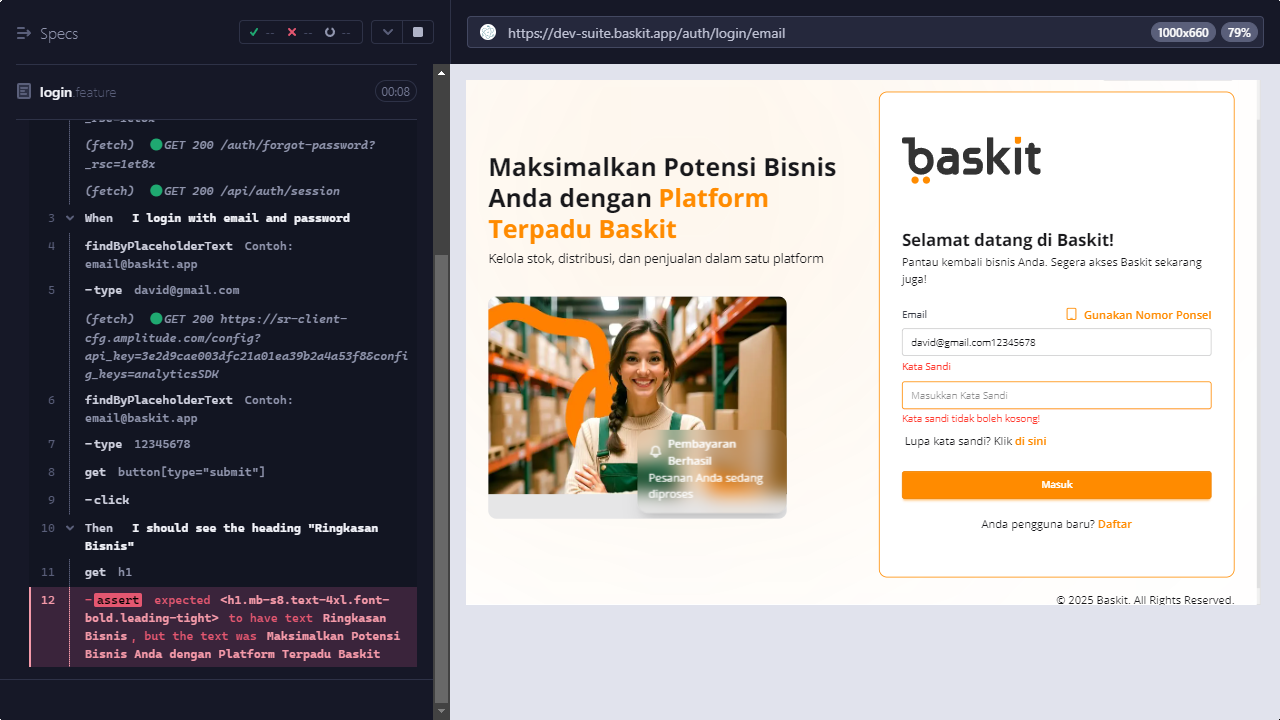 Specs
-- -- --
login.feature
00:08
_rsc=1et8x
(fetch) GET 200 /auth/forgot-password?
_rsc=1et8x
(fetch) GET 200 /api/auth/session
3 When I login with email and password
4 findByPlaceholderText Contoh:
email@baskit.app
5 -type david@gmail.com
(fetch) GET 200 https://sr-client-
cfg.amplitude.com/config?
api_key=3e2d9cae003dfc21a01ea39b2a4a53f8&confi
g_keys=analyticsSDK
6 findByPlaceholderText Contoh:
email@baskit.app
7 -type 12345678
8 get button[type="submit"]
9 -click
10 Then I should see the heading "Ringkasan
Bisnis"
11 get h1
12 -assert expected <h1.mb-s8.text-4xl.font-
bold.leading-tight> to have text Ringkasan
Bisnis, but the text was Maksimalkan Potensi
Bisnis Anda dengan Platform Terpadu Baskit
https://dev-suite.baskit.app/auth/login/email
1000x660
79%
Maksimalkan Potensi Bisnis
Anda dengan Platform
Terpadu Baskit
Kelola stok, distribusi, dan penjualan dalam satu platform
Pembayaran
Berhasil
Pesanan Anda sedang
diproses
baskit
Selamat datang di Baskit!
Pantau kembali bisnis Anda. Segera akses Baskit sekarang
juga!
Email
Gunakan Nomor Ponsel
david@gmail.com12345678
Kata Sandi
Masukkan Kata Sandi
Kata sandi tidak boleh kosong!
Lupa kata sandi? Klik di sini
Masuk
Anda pengguna baru? Daftar
© 2025 Baskit. All Rights Reserved.